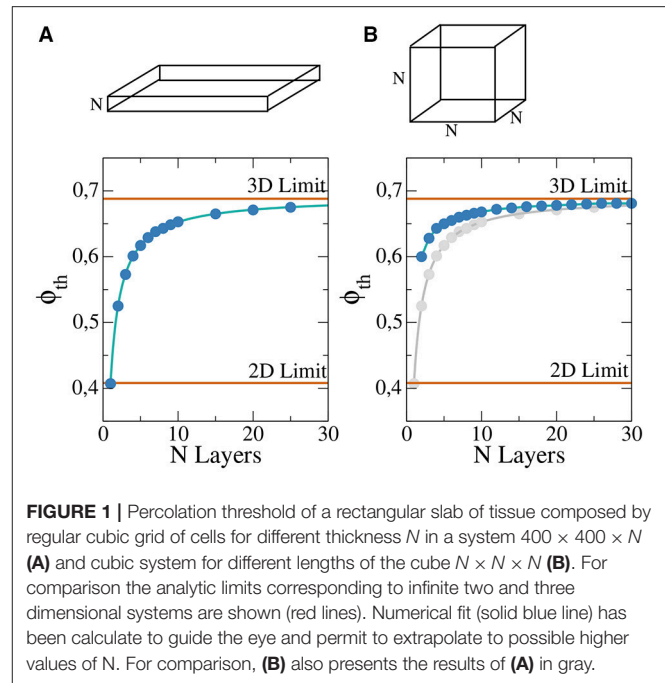 A
B
N
N
N
N
3D Limit
3D Limit
0,7
0,7
0,6
0,6
ϕth
ϕth
0,5
0,5
2D Limit
2D Limit
0,4
0,4
0 10 20 30
0 10 20 30
N Layers
N Layers
FIGURE 1 | Percolation threshold of a rectangular slab of tissue composed by
regular cubic grid of cells for different thickness N in a system 400 × 400 × N
(A) and cubic system for different lengths of the cube N × N × N (B). For
comparison the analytic limits corresponding to infinite two and three
dimensional systems are shown (red lines). Numerical fit (solid blue line) has
been calculate to guide the eye and permit to extrapolate to possible higher
values of N. For comparison, (B) also presents the results of (A) in gray.